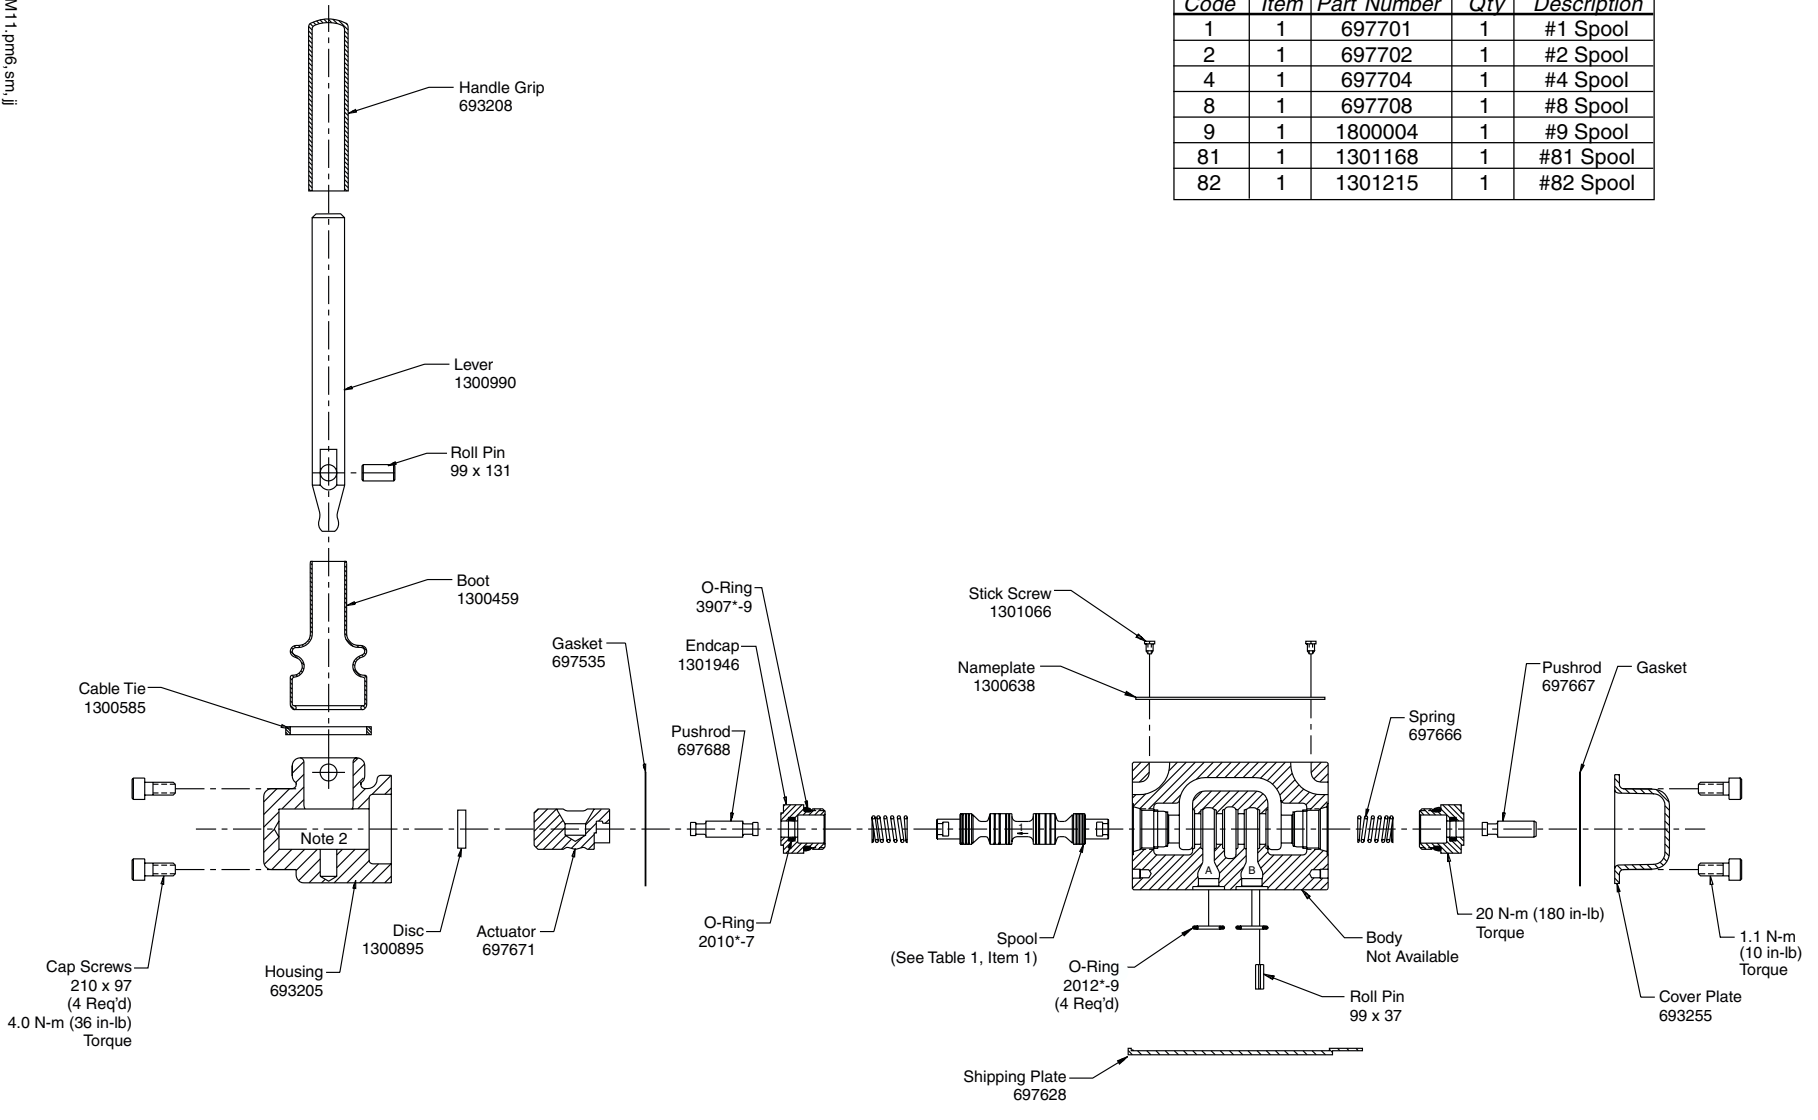 M11.pm6,sm, jj
Code Item Part Number Qty Description
1 1 697701 1 #1 Spool
2 1 697702 1 #2 Spool
4 1 697704 1 #4 Spool
8 1 697708 1 #8 Spool
9 1 1800004 1 #9 Spool
81 1 1301168 1 #81 Spool
82 1 1301215 1 #82 Spool
Handle Grip
693208
Lever
1300990
Roll Pin
99 x 131
Boot
1300459
Cable Tie
1300585
Note 2
Cap Screws
210 x 97
(4 Req'd)
4.0 N-m (36 in-lb)
Torque
Housing
693205
Disc
1300895
Actuator
697671
Gasket
697535
Pushrod
697688
O-Ring
3907*-9
Endcap
1301946
O-Ring
2010*-7
Stick Screw
1301066
Nameplate
1300638
1
Spool
(See Table 1, Item 1)
A B
O-Ring
2012*-9
(4 Req'd)
Roll Pin
99 x 37
Body
Not Available
Shipping Plate
697628
Spring
697666
Pushrod
697667
Gasket
20 N-m (180 in-lb)
Torque
1.1 N-m
(10 in-lb)
Torque
Cover Plate
693255